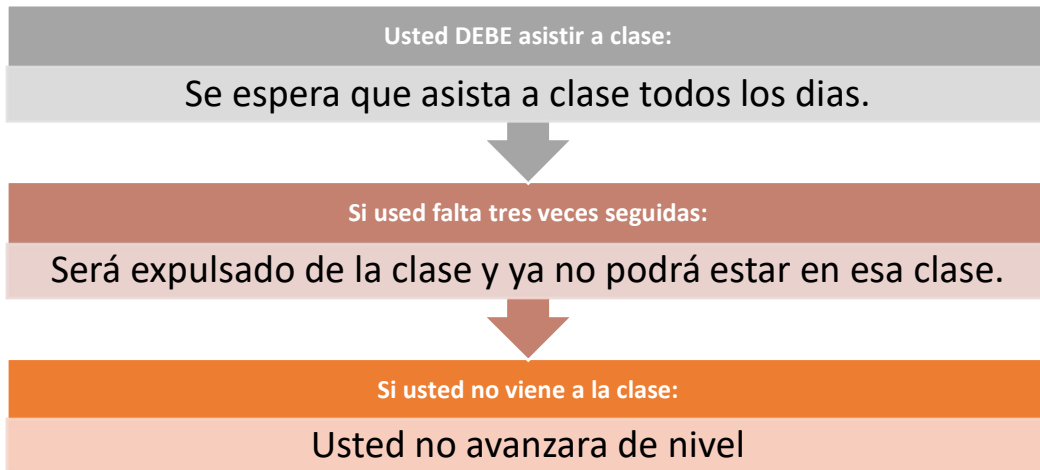 Usted DEBE asistir a clase:
Se espera que asista a clase todos los dias.
Si used falta tres veces seguidas:
Será expulsado de la clase y ya no podrá estar en esa clase.
Si usted no viene a la clase:
Usted no avanzara de nivel